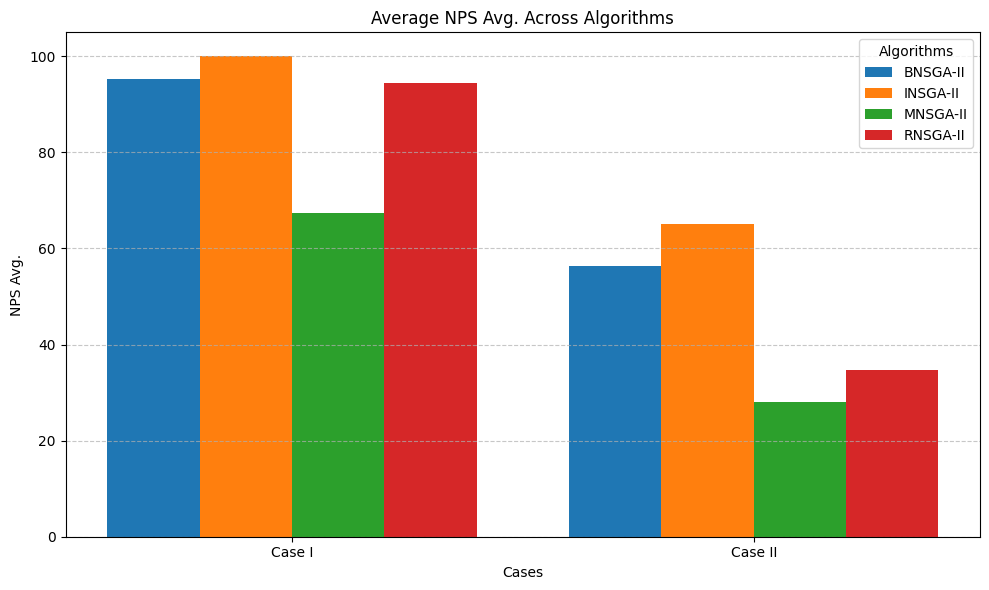 Average NPS Avg. Across Algorithms
NPS Avg.
100
80
60
40
20
0
Algorithms
BNSGA-II
INSGA-II
MNSGA-II
RNSGA-II
Case I
Case II
Cases